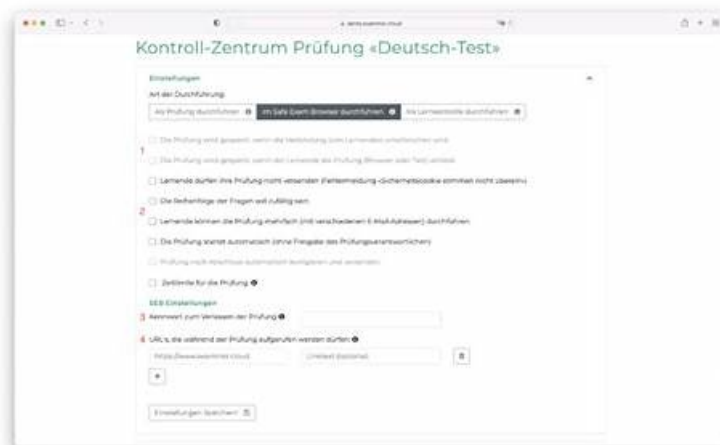 Kontroll-Zentrum Prüfung «Deutsch-Test»
Einstellungen
Art der Durchführung:
Als Prüfung durchführen
Im Safe Exam Browser durchführen
Als Lernkontrolle durchführen
1
Die Prüfung wird gesperrt, wenn die Verbindung zum Lernenden unterbrochen wird
Die Prüfung wird gesperrt, wenn der Lernende die Prüfung (Browser oder Tab) verlässt
Lernende dürfen ihre Prüfung nicht versenden (Fehlermeldung «Sicherheitscookie stimmen nicht überein»)
Die Reihenfolge der Fragen soll zufällig sein
2
Lernende können die Prüfung mehrfach (mit verschiedenen E-Mail-Adressen) durchführen
Die Prüfung startet automatisch (ohne Freigabe des Prüfungsverantwortlichen)
Prüfung nach Abschluss automatisch korrigieren und versenden
Zeitlimite für die Prüfung
SEB Einstellungen
3 Kennwort zum Verlassen der Prüfung
4 URL's, die während der Prüfung aufgerufen werden dürfen
Linktext (optional)
+
Einstellungen Speichern